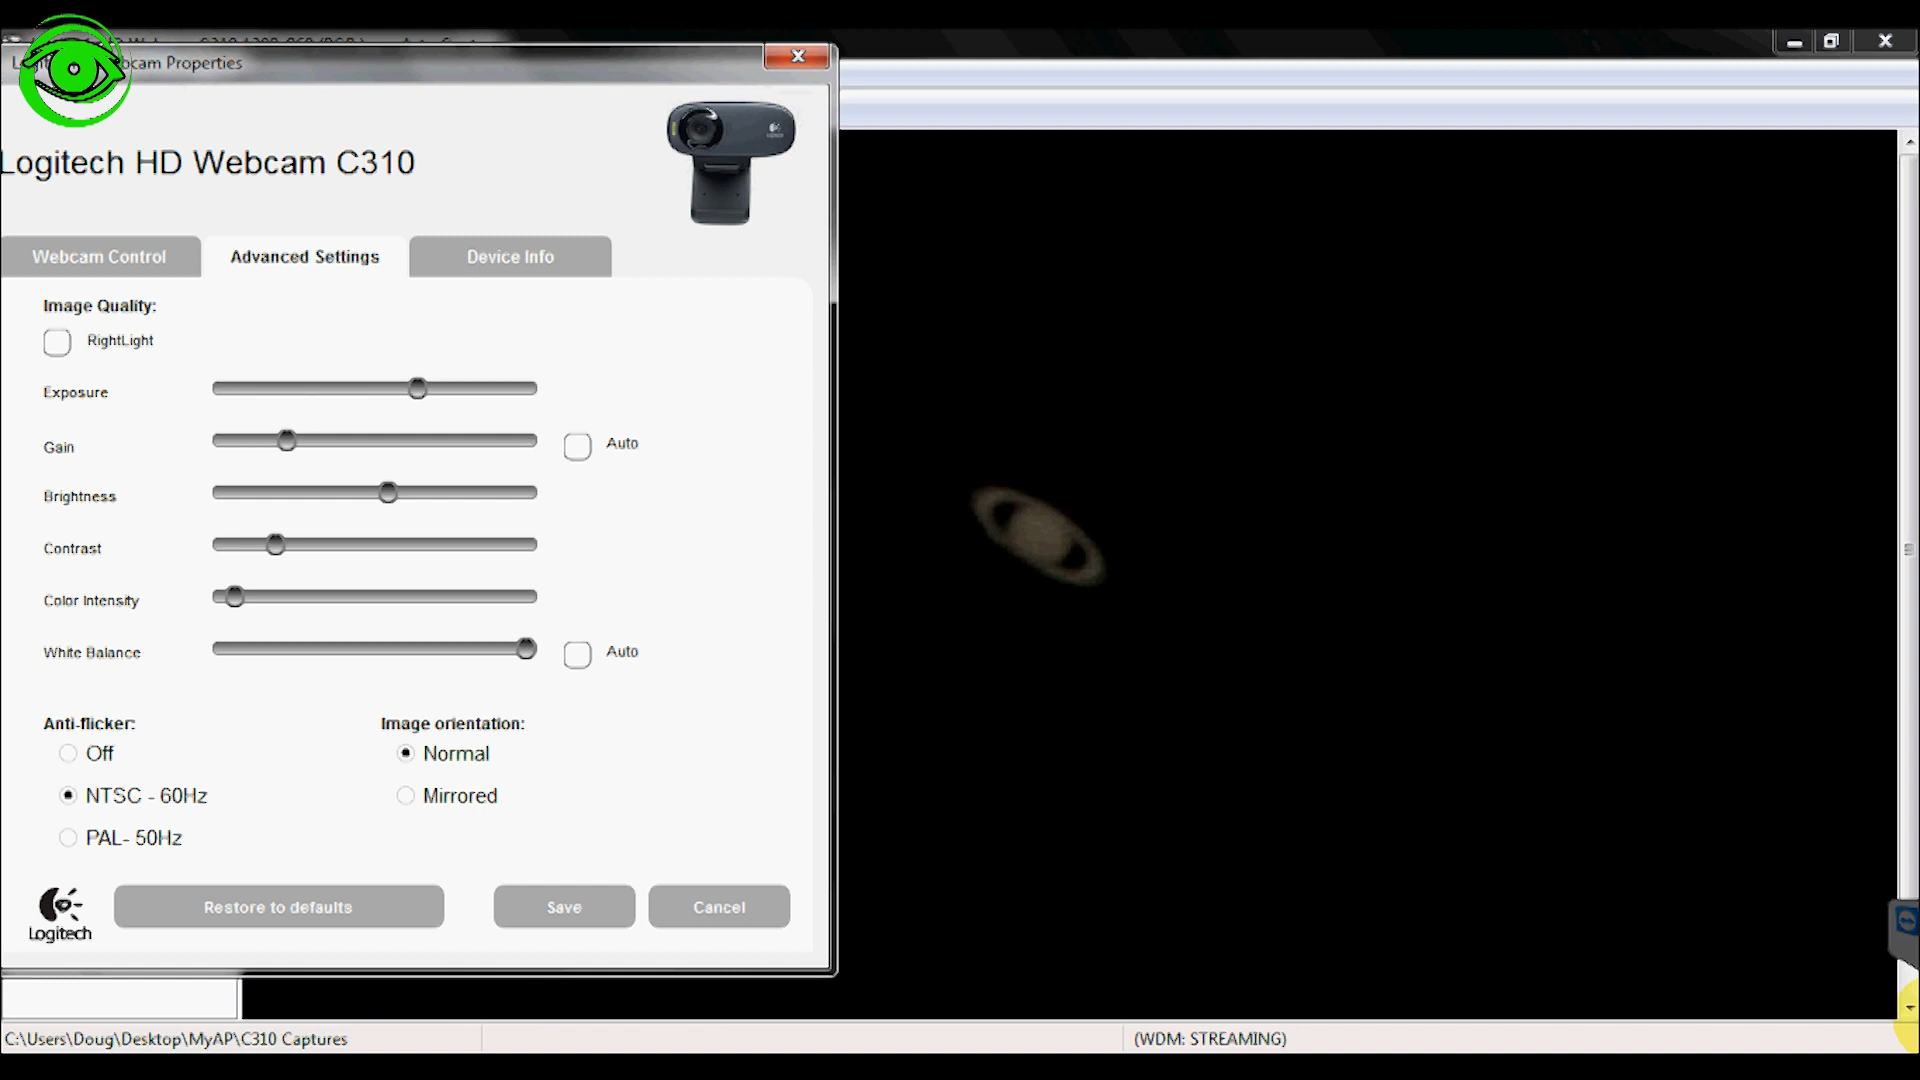 cam Properties
Logitech HD Webcam C310
Webcam Control
Advanced Settings
Device Info
Image Quality:
RightLight
Exposure
Gain
Auto
Brightness
Contrast
Color Intensity
White Balance
Auto
Anti-flicker:
Image orientation:
Off
Normal
NTSC - 60Hz
Mirrored
PAL- 50Hz
Logitech
Restore to defaults
Save
Cancel
C:\Users\Doug\Desktop\MyAP\C310 Captures
(WDM: STREAMING)